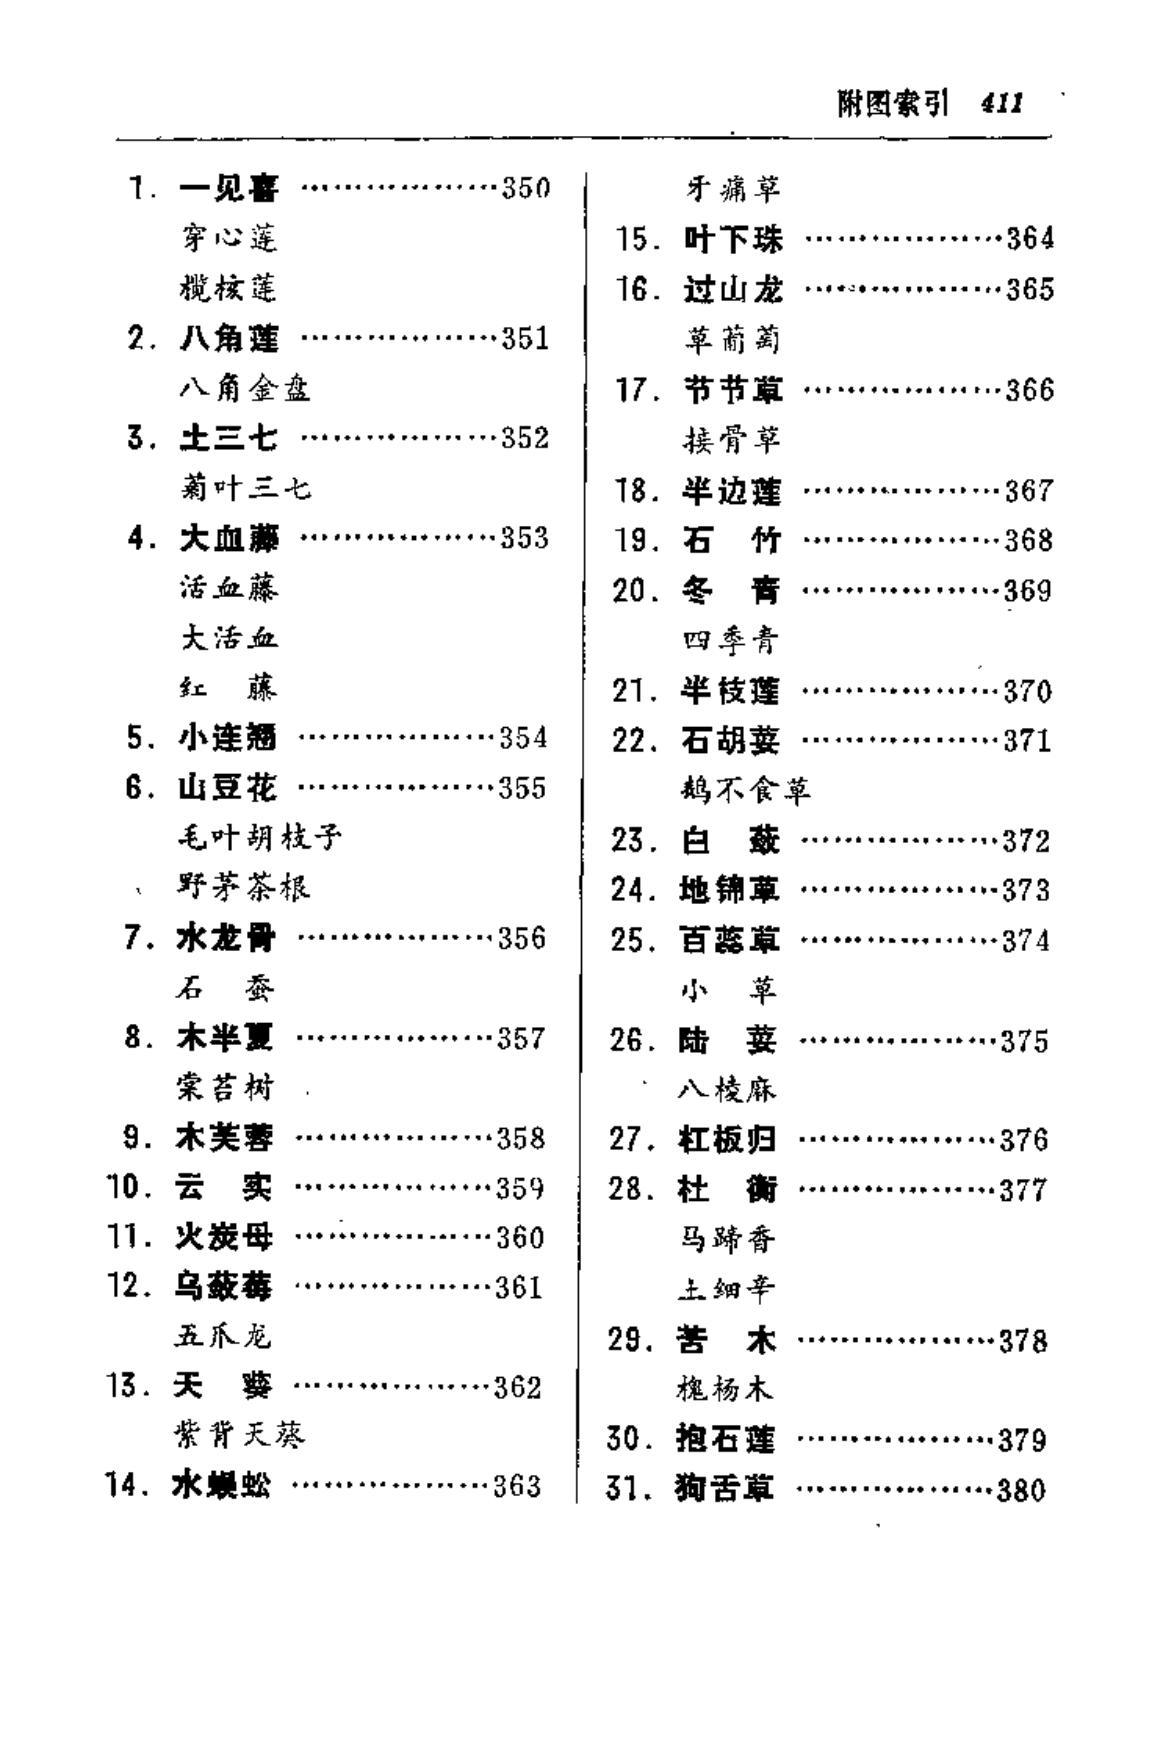 附图索引 411
1. 一见喜 ………………350
穿心莲
榄核莲
2. 八角莲 ………………351
八角金盘
3. 土三七 ………………352
菊叶三七
4. 大血藤 ………………353
活血藤
大活血
红 藤
5. 小连翘 ………………354
6. 山豆花 ………………355
毛叶胡枝子
野茅茶根
7. 水龙骨 ………………356
石 蚕
8. 木半夏 ………………357
棠苔树
9. 木芙蓉 ………………358
10. 云 实 ………………359
11. 火炭母 ………………360
12. 乌蔹莓 ………………361
五爪龙
13. 天 葵 ………………362
紫背天葵
14. 水蜈蚣 ………………363
牙痛草
15. 叶下珠 ………………364
16. 过山龙 ………………365
草葡萄
17. 节节草 ………………366
接骨草
18. 半边莲 ………………367
19. 石 竹 ………………368
20. 冬 青 ………………369
四季青
21. 半枝莲 ………………370
22. 石胡荽 ………………371
鹅不食草
23. 白 蔹 ………………372
24. 地锦草 ………………373
25. 百蕊草 ………………374
小 草
26. 陆 英 ………………375
八棱麻
27. 杠板归 ………………376
28. 杜 衡 ………………377
马蹄香
土细辛
29. 苦 木 ………………378
槐杨木
30. 抱石莲 ………………379
31. 狗舌草 ………………380